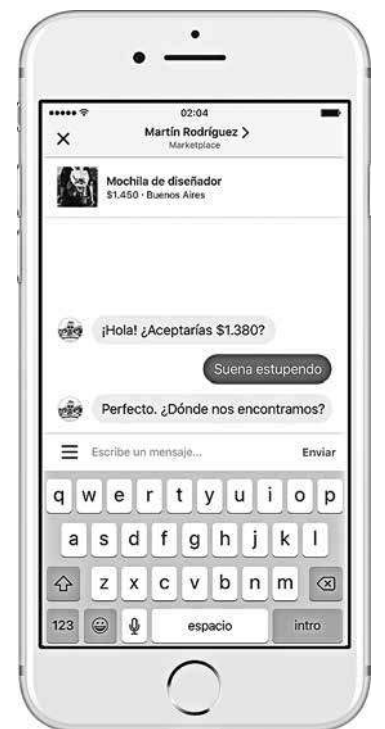 02:04
Martín Rodríguez >
Marketplace
Mochila de diseñador
$1.450 · Buenos Aires
¡Hola! ¿Aceptarías $1.380?
Suena estupendo
Perfecto. ¿Dónde nos encontramos?
Escribe un mensaje... Enviar
q w e r t y u i o p
a s d f g h j k l
z x c v b n m
123 espacio intro